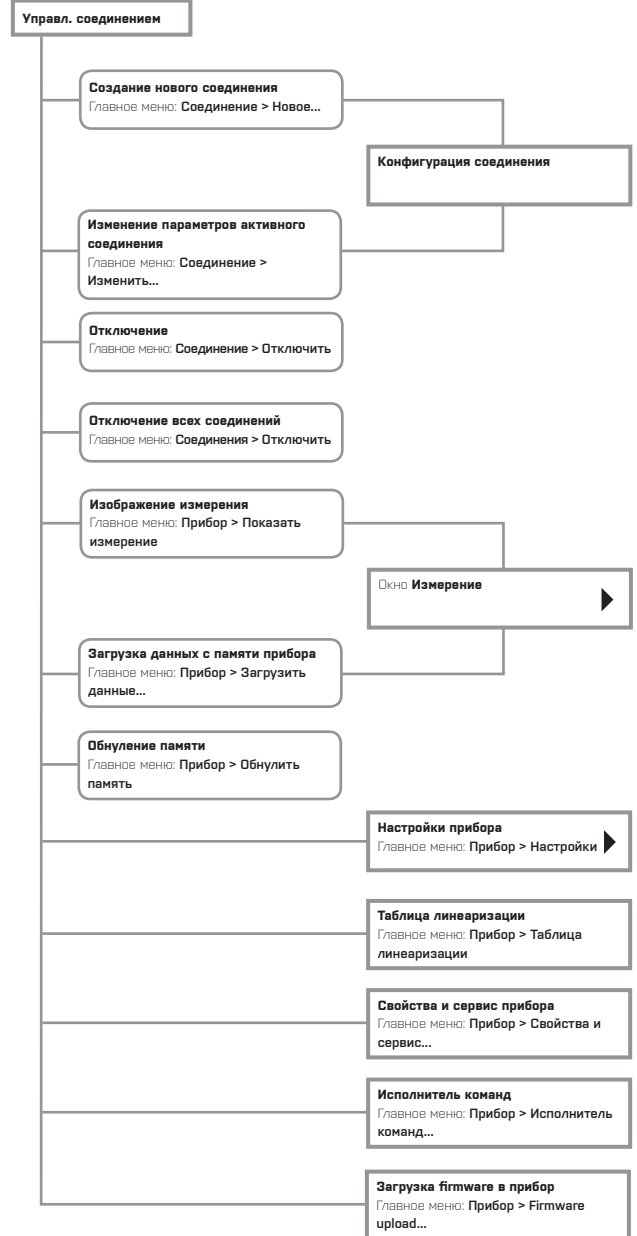 Управл. соединением
Создание нового соединения
Главное меню: Соединение > Новое...
Конфигурация соединения
Изменение параметров активного
соединения
Главное меню: Соединение >
Изменить...
Отключение
Главное меню: Соединение > Отключить
Отключение всех соединений
Главное меню: Соединения > Отключить
Изображение измерения
Главное меню: Прибор > Показать
измерение
Окно Измерение
Загрузка данных с памяти прибора
Главное меню: Прибор > Загрузить
данные...
Обнуление памяти
Главное меню: Прибор > Обнулить
память
Настройки прибора
Главное меню: Прибор > Настройки
Таблица линеаризации
Главное меню: Прибор > Таблица
линеаризации
Свойства и сервис прибора
Главное меню: Прибор > Свойства и
сервис...
Исполнитель команд
Главное меню: Прибор > Исполнитель
команд...
Загрузка firmware в прибор
Главное меню: Прибор > Firmware
upload...